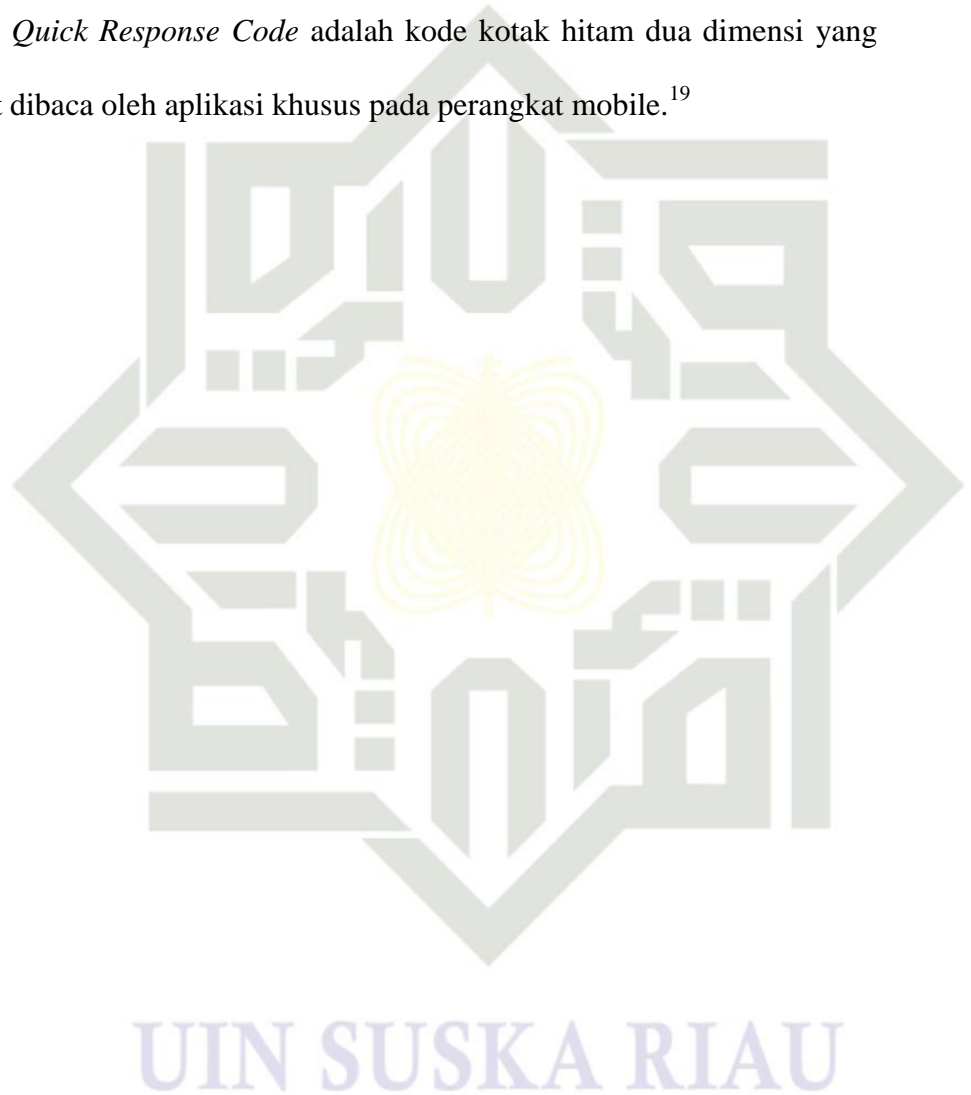 Quick Response Code adalah kode kotak hitam dua dimensi yang
dibaca oleh aplikasi khusus pada perangkat mobile.19
UIN SUSKA RIAU